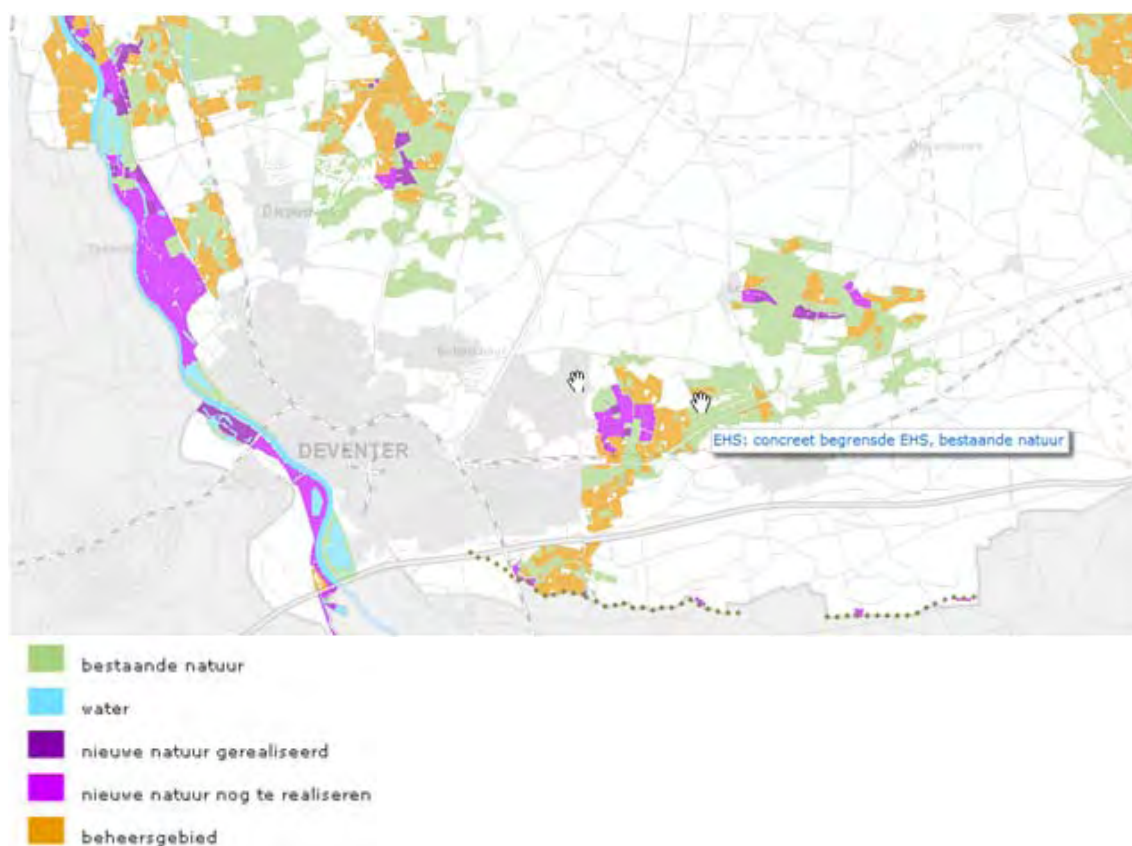 DEVENTER
EHS: concreet begrensde EHS, bestaande natuur
bestaande natuur
water
nieuwe natuur gerealiseerd
nieuwe natuur nog te realiseren
beheersgebied